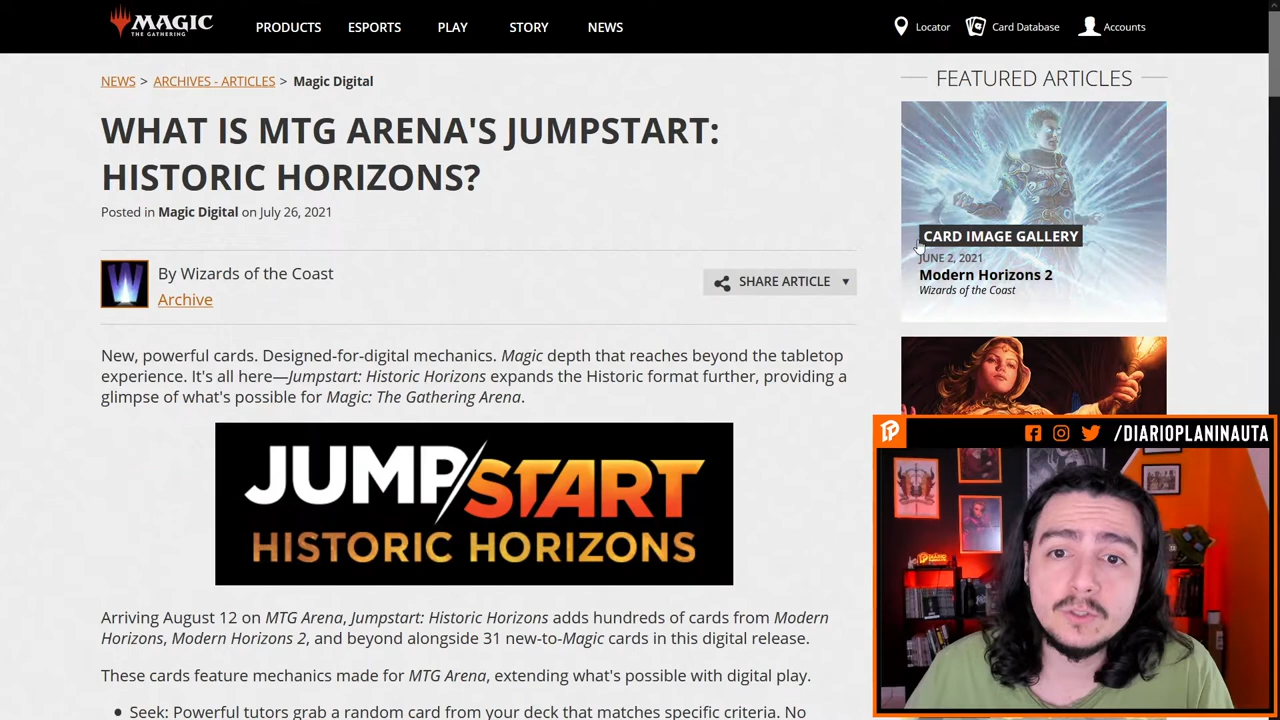 MAGIC
THE GATHERING
PRODUCTS
ESPORTS
PLAY
STORY
NEWS
Locator
Card Database
Accounts
NEWS > ARCHIVES - ARTICLES > Magic Digital
WHAT IS MTG ARENA'S JUMPSTART:
HISTORIC HORIZONS?
Posted in Magic Digital on July 26, 2021
By Wizards of the Coast
Archive
SHARE ARTICLE
New, powerful cards. Designed-for-digital mechanics. Magic depth that reaches beyond the tabletop
experience. It's all here—Jumpstart: Historic Horizons expands the Historic format further, providing a
glimpse of what's possible for Magic: The Gathering Arena.
JUMP/START
HISTORIC HORIZONS
Arriving August 12 on MTG Arena, Jumpstart: Historic Horizons adds hundreds of cards from Modern
Horizons, Modern Horizons 2, and beyond alongside 31 new-to-Magic cards in this digital release.
These cards feature mechanics made for MTG Arena, extending what's possible with digital play.
• Seek: Powerful tutors grab a random card from your deck that matches specific criteria. No
FEATURED ARTICLES
CARD IMAGE GALLERY
JUNE 2, 2021
Modern Horizons 2
Wizards of the Coast
/DIARIOPLANINAUTA